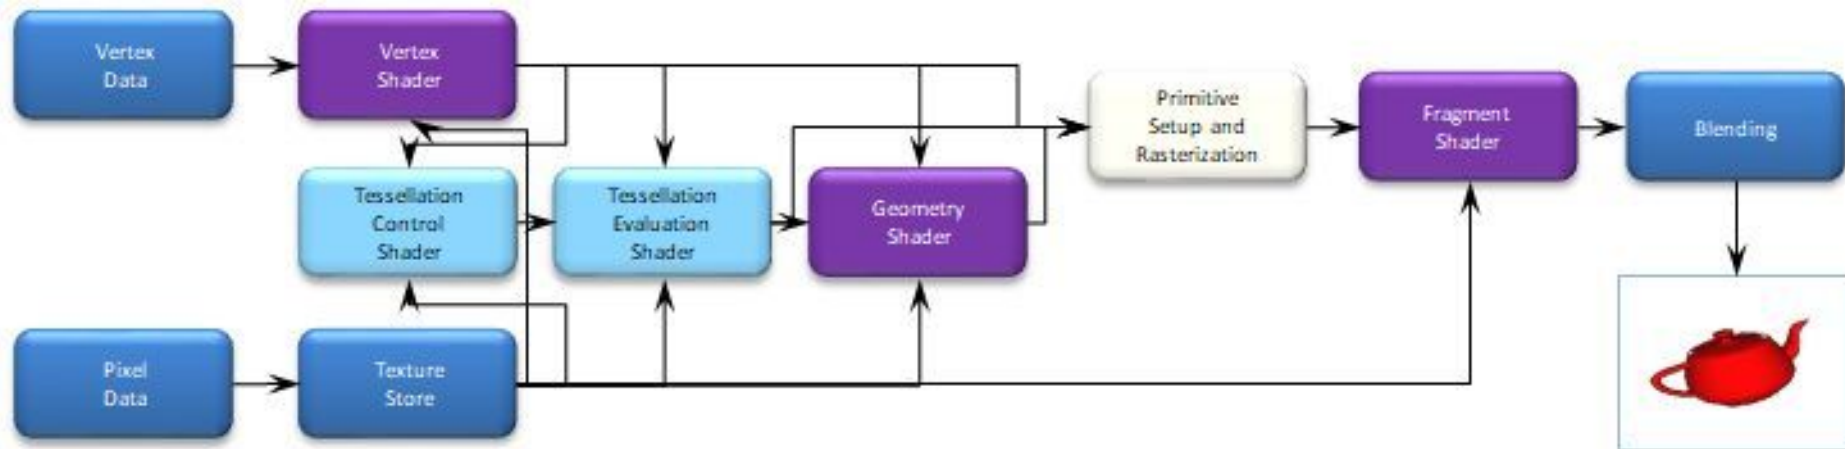 Vertex
Data
Vertex
Shader
Primitive
Setup and
Rasterization
Fragment
Shader
Blending
Tessellation
Control
Shader
Tessellation
Evaluation
Shader
Geometry
Shader
Pixel
Data
Texture
Store